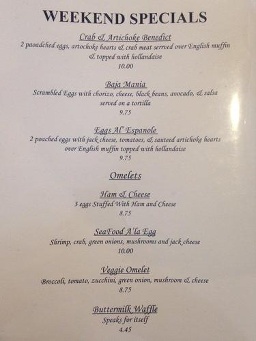 WEEKEND SPECIALS
Crab & Artichoke Benedict
2 poatdched eggs, artochoke hearts & crab meat serrved over English muffin
& topped with hollandaise
10.00
Baja Mania
Scrambled Eggs with chorizo, cheese, black beans, avocado, & salsa
served on a tortilla
9.75
Eggs Al' Espanole
2 poached eggs with jack cheese, tomatoes, & sauteed artichoke hearts
over English muffin topped with hollandaise
9.75
Omelets
Ham & Cheese
3 eggs Stuffed With Ham and Cheese
8.75
SeaFood A'la Egg
Shrimp, crab, green onions, mushrooms and jack cheese
10.00
Veggie Omelet
Broccoli, tomato, zucchini, green onion, mushroom & cheese
8.75
Buttermilk Waffle
Speaks for itself
4.45